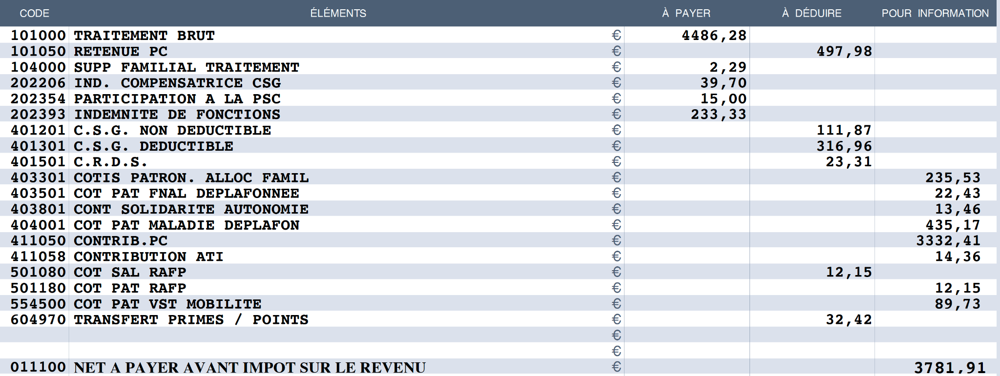 CODE ÉLÉMENTS À PAYER À DÉDUIRE POUR INFORMATION
101000 TRAITEMENT BRUT € 4486,28
101050 RETENUE PC € 497,98
104000 SUPP FAMILIAL TRAITEMENT € 2,29
202206 IND. COMPENSATRICE CSG € 39,70
202354 PARTICIPATION A LA PSC € 15,00
202393 INDEMNITE DE FONCTIONS € 233,33
401201 C.S.G. NON DEDUCTIBLE € 111,87
401301 C.S.G. DEDUCTIBLE € 316,96
401501 C.R.D.S. € 23,31
403301 COTIS PATRON. ALLOC FAMIL € 235,53
403501 COT PAT FNAL DEPLAFONNEE € 22,43
403801 CONT SOLIDARITE AUTONOMIE € 13,46
404001 COT PAT MALADIE DEPLAFON € 435,17
411050 CONTRIB.PC € 3332,41
411058 CONTRIBUTION ATI € 14,36
501080 COT SAL RAFP € 12,15
501180 COT PAT RAFP € 12,15
554500 COT PAT VST MOBILITE € 89,73
604970 TRANSFERT PRIMES / POINTS € 32,42
€
€
011100 NET A PAYER AVANT IMPOT SUR LE REVENU € 3781,91